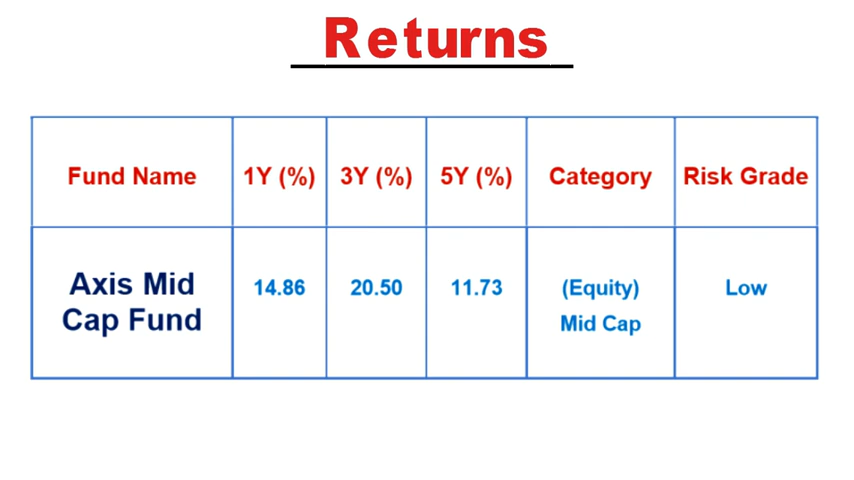 Returns
Fund Name 1Y (%) 3Y (%) 5Y (%) Category Risk Grade
Axis Mid
Cap Fund 14.86 20.50 11.73 (Equity)
Mid Cap Low